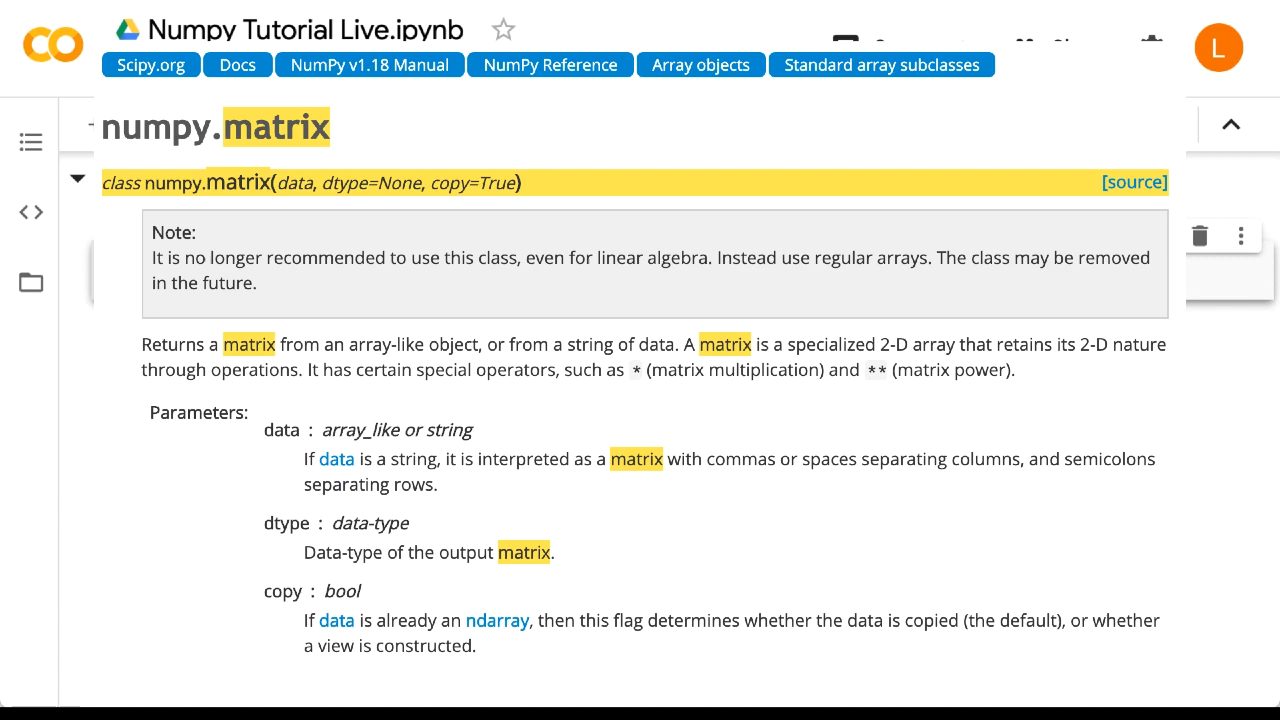 Numpy Tutorial Live.ipynb
L
Scipy.org Docs NumPy v1.18 Manual NumPy Reference Array objects Standard array subclasses
numpy.matrix
class numpy.matrix(data, dtype=None, copy=True) [source]
Note:
It is no longer recommended to use this class, even for linear algebra. Instead use regular arrays. The class may be removed
in the future.
Returns a matrix from an array-like object, or from a string of data. A matrix is a specialized 2-D array that retains its 2-D nature
through operations. It has certain special operators, such as * (matrix multiplication) and ** (matrix power).
Parameters:
data : array_like or string
If data is a string, it is interpreted as a matrix with commas or spaces separating columns, and semicolons
separating rows.
dtype : data-type
Data-type of the output matrix.
copy : bool
If data is already an ndarray, then this flag determines whether the data is copied (the default), or whether
a view is constructed.